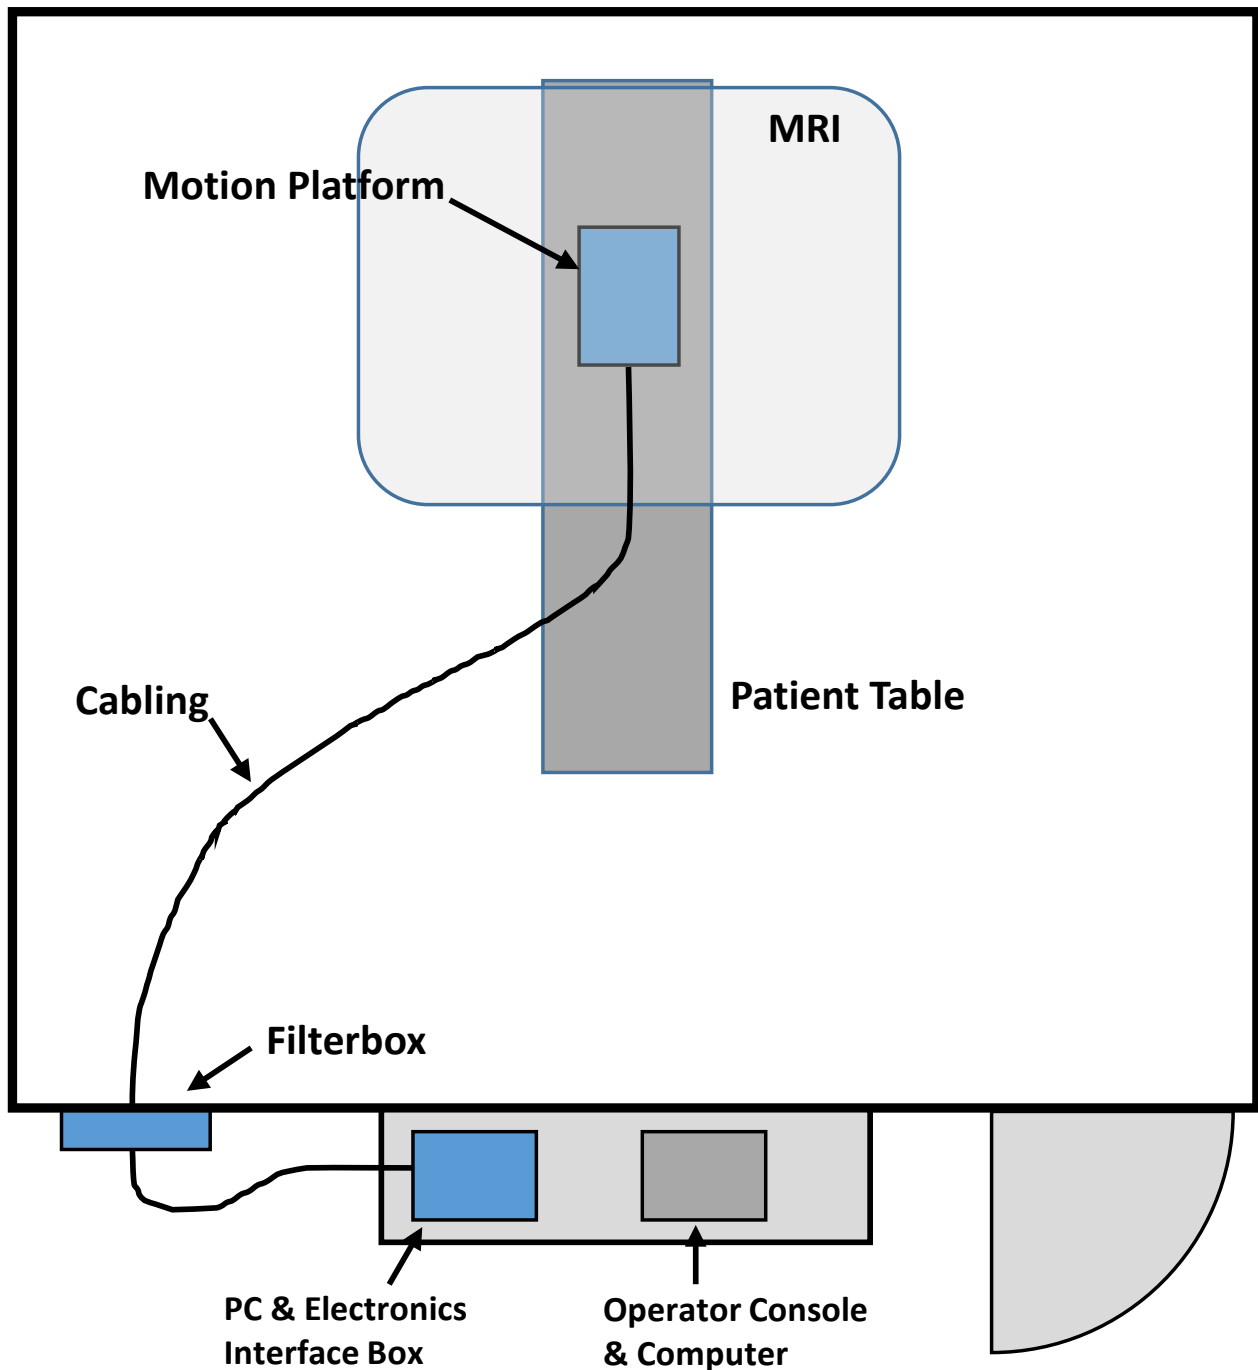 MRI
Motion Platform
Cabling
Patient Table
Filterbox
PC & Electronics
Interface Box
Operator Console
& Computer